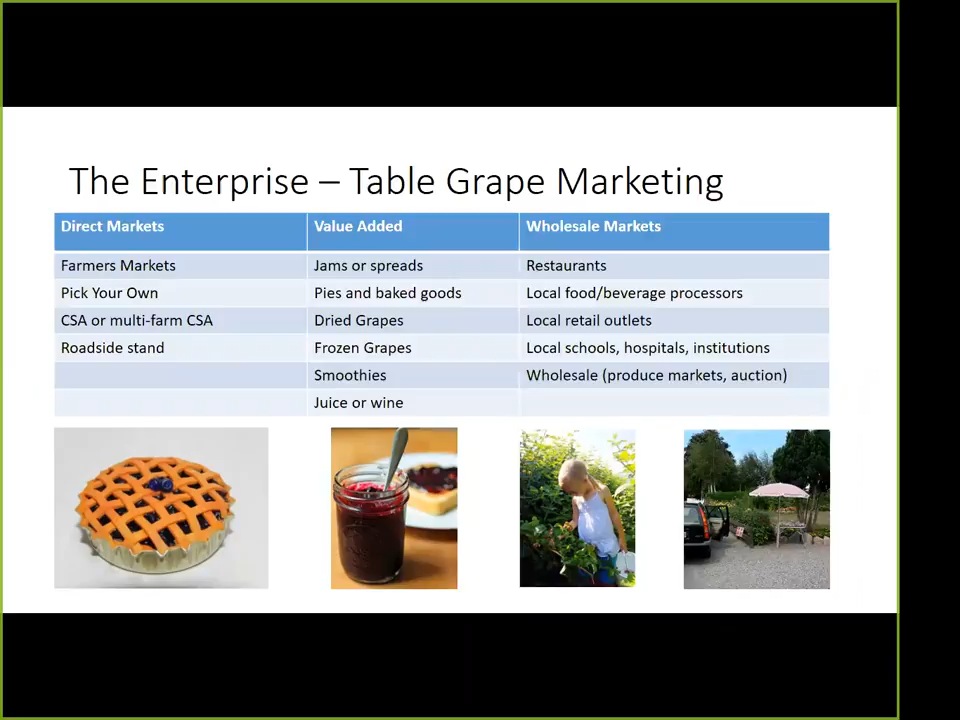 The Enterprise – Table Grape Marketing
Direct Markets Value Added Wholesale Markets
Farmers Markets Jams or spreads Restaurants
Pick Your Own Pies and baked goods Local food/beverage processors
CSA or multi-farm CSA Dried Grapes Local retail outlets
Roadside stand Frozen Grapes Local schools, hospitals, institutions
Smoothies Wholesale (produce markets, auction)
Juice or wine